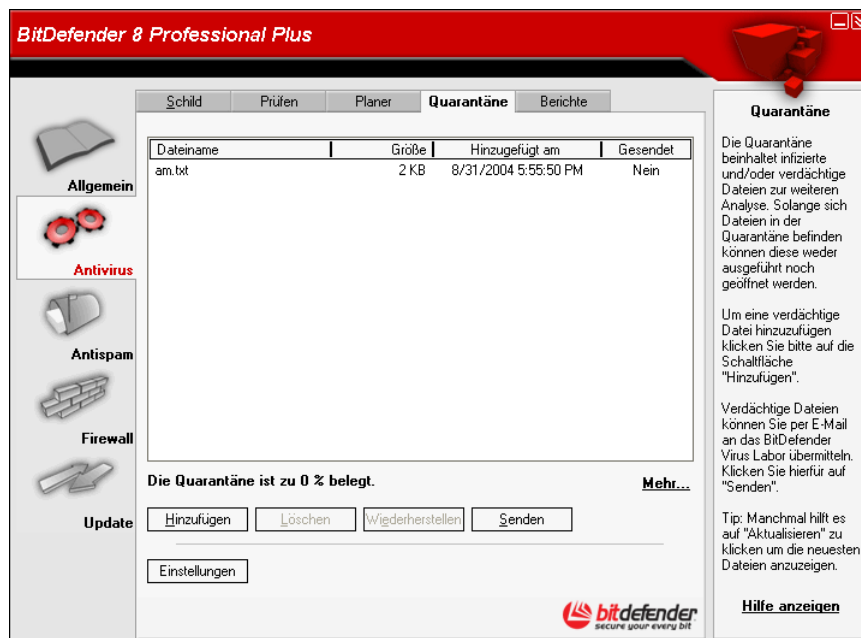 BitDefender 8 Professional Plus
Schild Prüfen Planer Quarantäne Berichte
Allgemein
Antivirus
Antispam
Firewall
Update
Dateiname Größe Hinzugefügt am Gesendet
am.txt 2 KB 8/31/2004 5:55:50 PM Nein
Die Quarantäne ist zu 0 % belegt.
Mehr...
Hinzufügen Löschen Wiederherstellen Senden
Einstellungen
bitdefender
secure your every bit
Quarantäne
Die Quarantäne
beinhaltet infizierte
und/oder verdächtige
Dateien zur weiteren
Analyse. Solange sich
Dateien in der
Quarantäne befinden
können diese weder
ausgeführt noch
geöffnet werden.
Um eine verdächtige
Datei hinzuzufügen
klicken Sie bitte auf die
Schaltfläche
"Hinzufügen".
Verdächtige Dateien
können Sie per E-Mail
an das BitDefender
Virus Labor übermitteln.
Klicken Sie hierfür auf
"Senden".
Tip: Manchmal hilft es
auf "Aktualisieren" zu
klicken um die neuesten
Dateien anzuzeigen.
Hilfe anzeigen